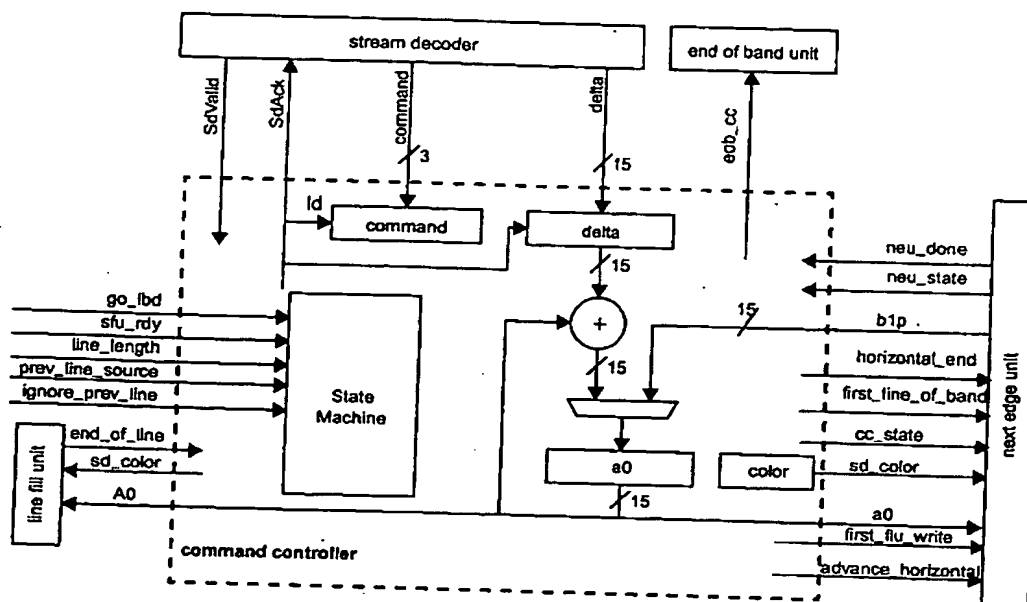 stream decoder
end of band unit
SdValid
SdAck
command
delta
eob_cc
3
15
ld
command
delta
15
neu_done
neu_state
15
b1p
go_fbd
sfu_rdy
line_length
prev_line_source
ignore_prev_line
+
15
State
Machine
horizontal_end
first_line_of_band
next edge unit
cc_state
end_of_line
sd_color
line fill unit
a0
color
sd_color
A0
15
a0
first_flu_write
command controller
advance_horizontal